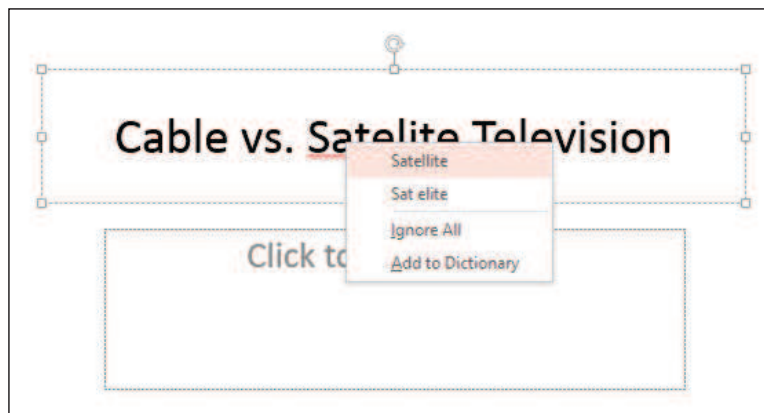 Cable vs. Satelite Television
Satellite
Sat elite
Ignore All
Add to Dictionary
Click to